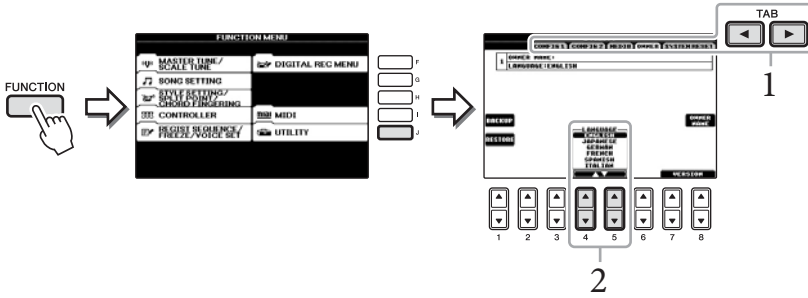 FUNCTION
FUNCTION MENU
MASTER TUNE/
SCALE TUNE
SONG SETTING
STYLE SETTING/
SPLIT POINT/
CHORD FINGERING
CONTROLLER
REGIST SEQUENCE/
FREEZE/VOICE SET
DIGITAL REC MENU
MIDI
UTILITY
F
G
H
I
J
TAB
1
CONFIG 1 CONFIG 2 MEDIA OWNER SYSTEM RESET
1 OWNER NAME:
LANGUAGE:ENGLISH
BACKUP
RESTORE
OWNER
NAME
LANGUAGE
ENGLISH
JAPANESE
GERMAN
FRENCH
SPANISH
ITALIAN
VERSION
1 2 3 4 5 6 7 8
2